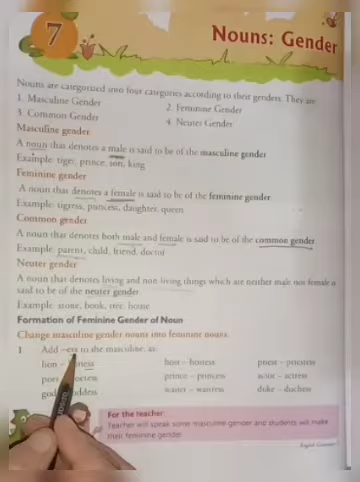 7
Nouns: Gender
Nouns are categorized into four categories according to their genders. They are
1. Masculine Gender 2. Feminine Gender
3. Common Gender 4. Neuter Gender
Masculine gender
A noun that denotes a male is said to be of the masculine gender
Example: tiger, prince, son, king
Feminine gender
A noun that denotes a female is said to be of the feminine gender
Example: tigress, princess, daughter, queen
Common gender
A noun that denotes both male and female is said to be of the common gender
Example: parent, child, friend, doctor
Neuter gender
A noun that denotes living and non living things which are neither male nor female is
said to be of the neuter gender
Example: stone, book, tree, house
Formation of Feminine Gender of Noun
Change masculine gender nouns into feminine nouns.
1 Add –ess to the masculine, as:
lion – host – hostess priest – priestess
prince – princess actor – actress
waiter – waitress duke – duchess
For the teacher:
Teacher will speak some masculine gender and students will make
their feminine gender